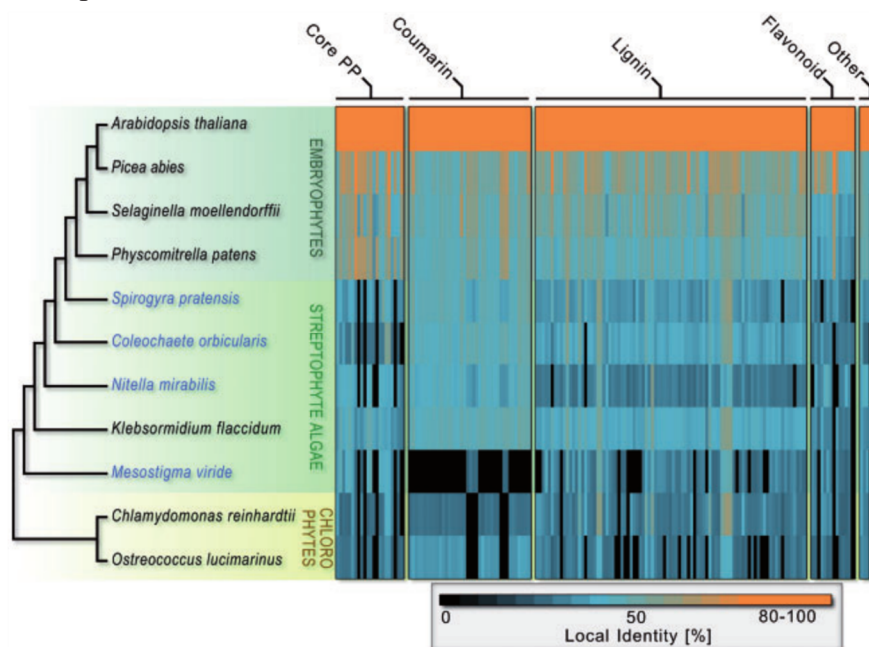 Core PP
Coumarin
Lignin
Flavonoid
Other
Arabidopsis thaliana
Picea abies
Selaginella moellendorffii
Physcomitrella patens
EMBRYOPHYTES
Spirogyra pratensis
Coleochaete orbicularis
Nitella mirabilis
Klebsormidium flaccidum
Mesostigma viride
STREPTOPHYTE ALGAE
Chlamydomonas reinhardtii
Ostreococcus lucimarinus
CHLORO
PHYTES
0 50 80-100
Local Identity [%]